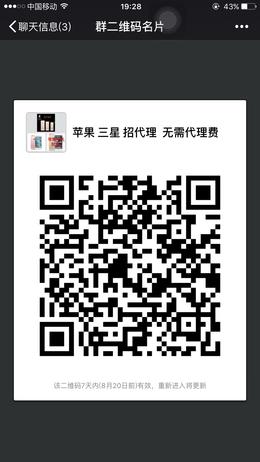 中国移动 19:28 43%
聊天信息(3) 群二维码名片
苹果 三星 招代理 无需代理费
该二维码7天内(8月20日前)有效，重新进入将更新